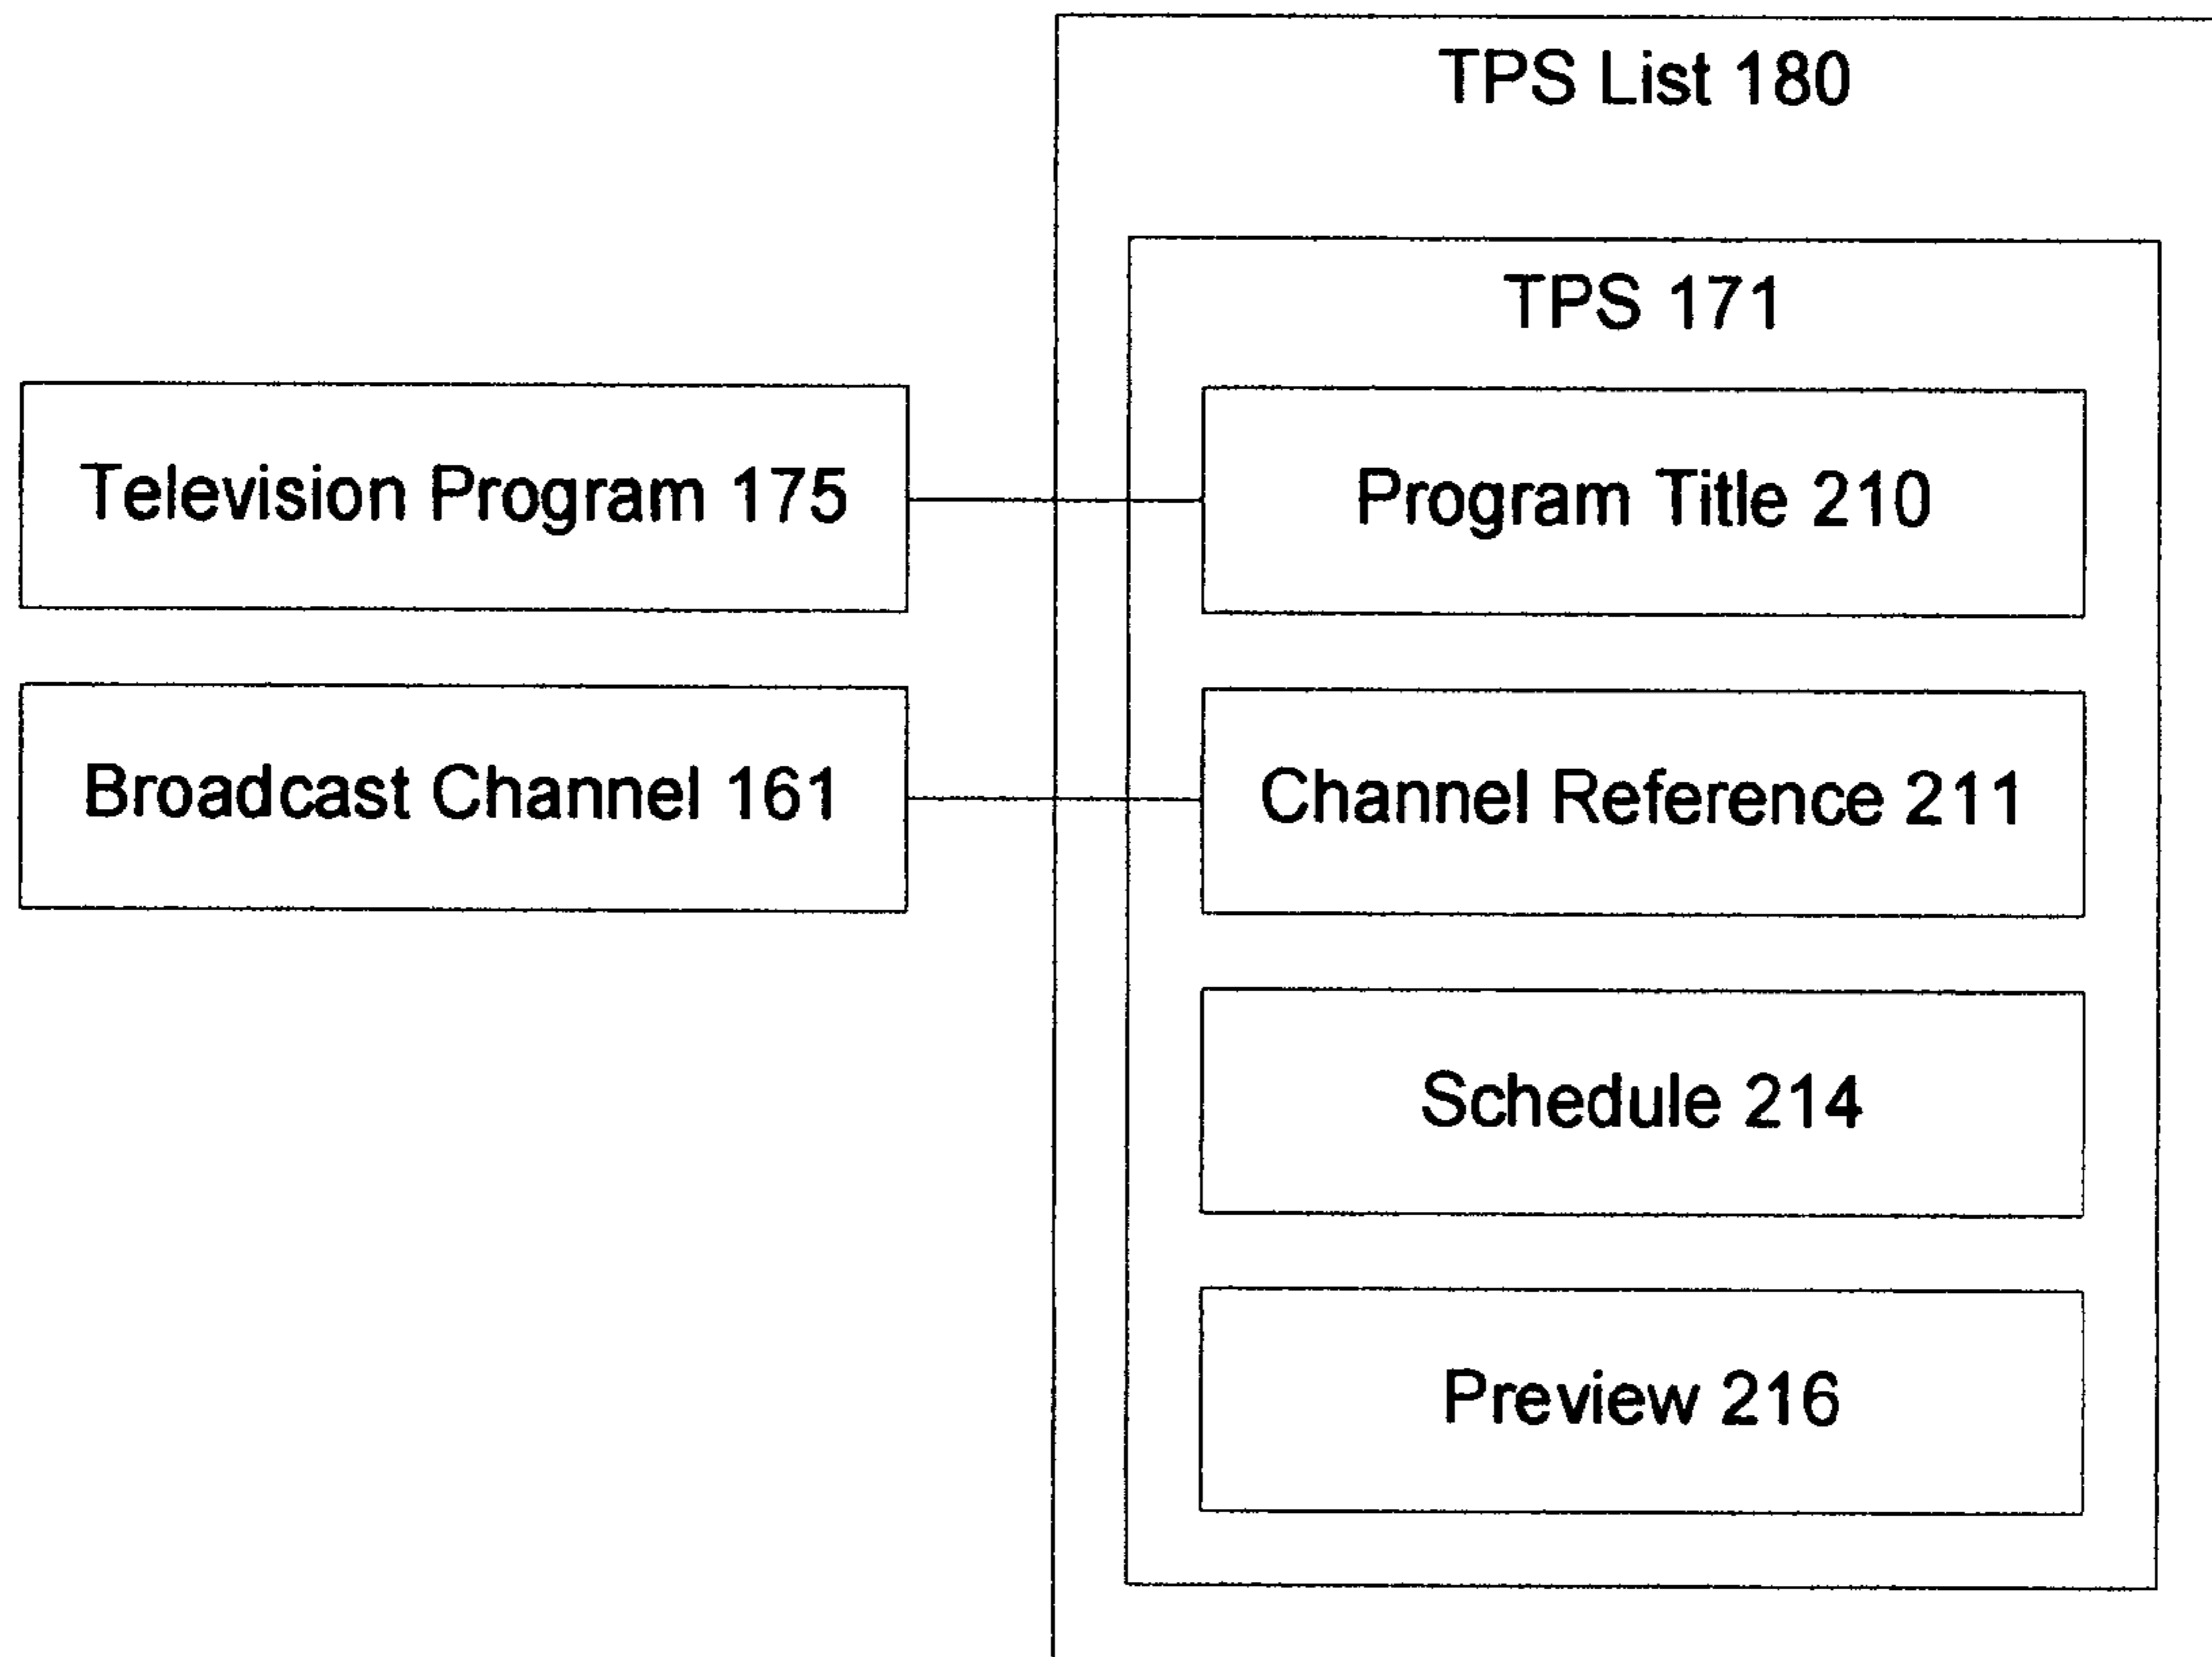 TPS List 180
TPS 171
Television Program 175
Program Title 210
Broadcast Channel 161
Channel Reference 211
Schedule 214
Preview 216